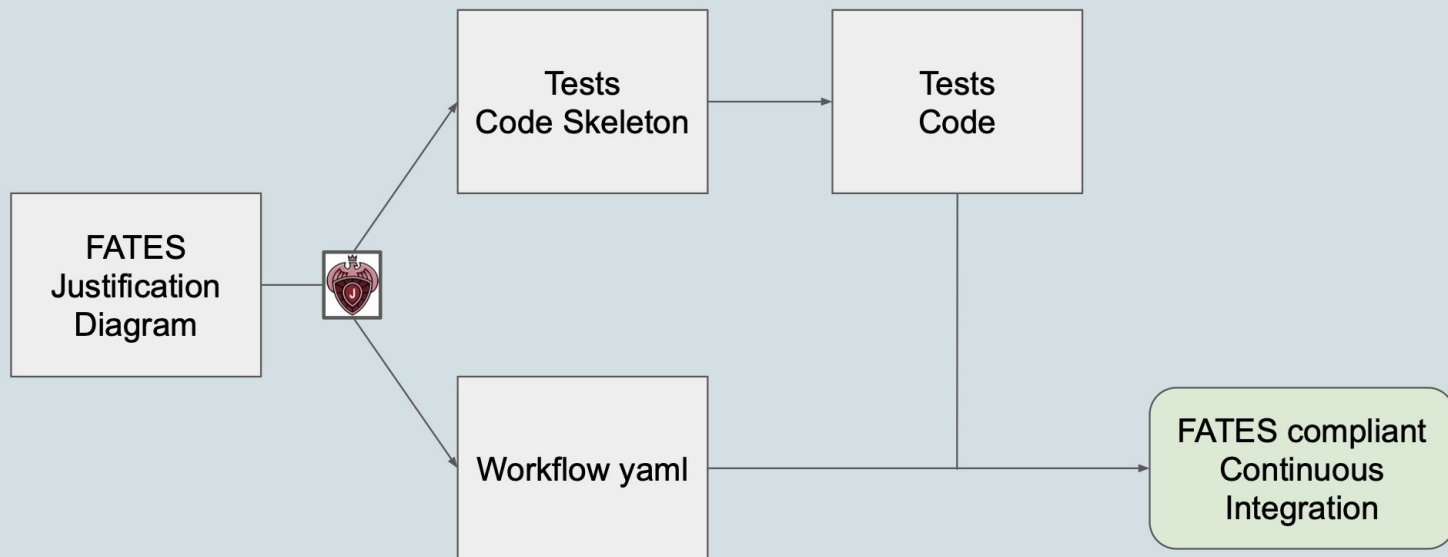 Tests
Code Skeleton
Tests
Code
FATES
Justification
Diagram
J
Workflow yaml
FATES compliant
Continuous
Integration